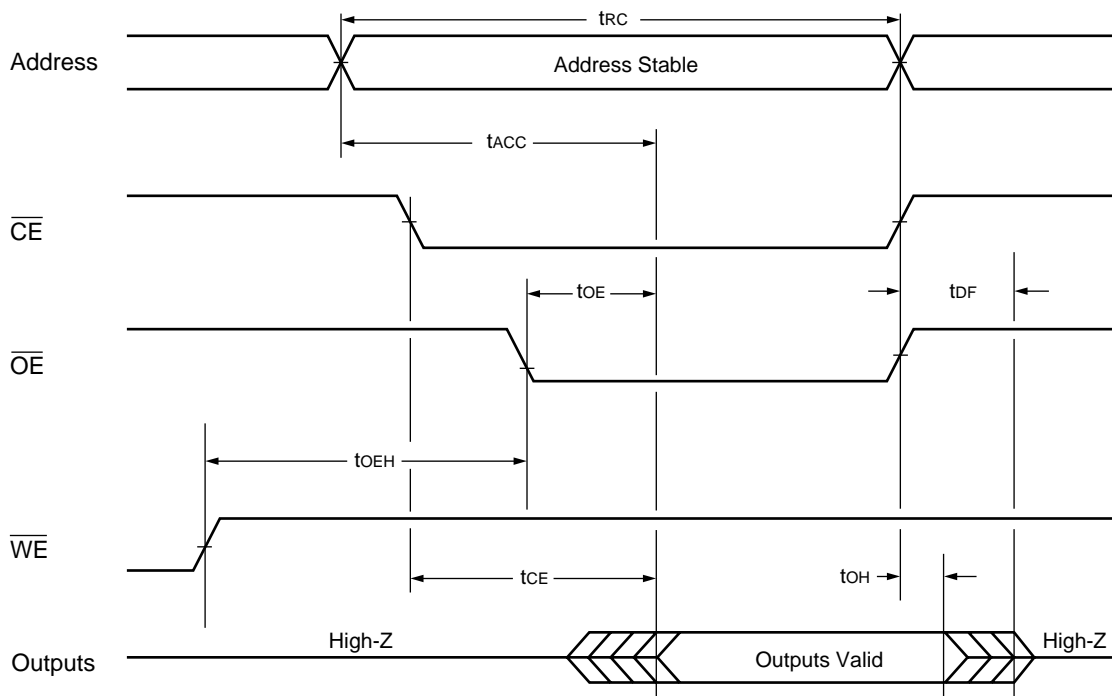 tRC
Address
Address Stable
tACC
CE
tOE
tDF
OE
tOEH
WE
tCE
tOH
High-Z
High-Z
Outputs
Outputs Valid